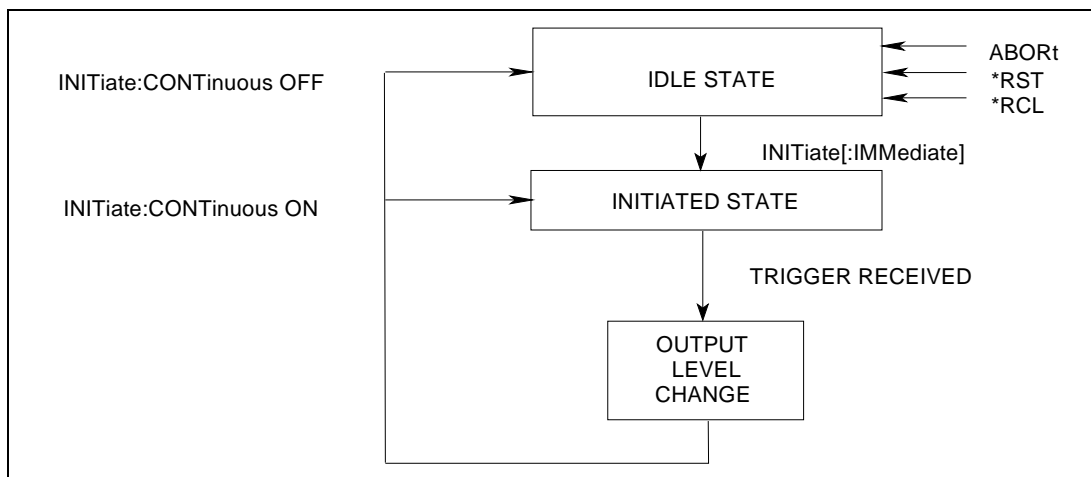 ABORt
INITiate:CONTinuous OFF
IDLE STATE
*RST
*RCL
INITiate[:IMMediate]
INITiate:CONTinuous ON
INITIATED STATE
TRIGGER RECEIVED
OUTPUT
LEVEL
CHANGE